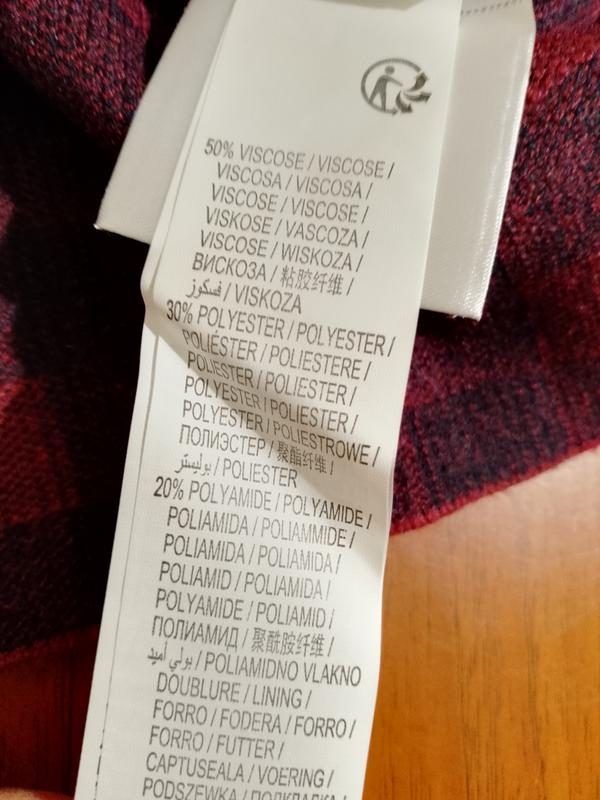 50% VISCOSE / VISCOSE /
VISCOSA / VISCOSA /
VISCOSE / VISCOSE /
VISKOSE / VASCOZA /
VISCOSE / WISKOZA /
ВИСКОЗА / 粘胶纤维 /
فسكوز / VISKOZA
30% POLYESTER / POLYESTER /
POLIÉSTER / POLIESTERE /
POLIÉSTER / POLIESTER /
POLYESTER / POLIESTER /
POLYESTER / POLIESTROWE /
ПОЛИЭСТЕР / 聚酯纤维 /
بوليستر / POLIESTER
20% POLYAMIDE / POLYAMIDE /
POLIAMIDA / POLIAMMIDE /
POLIAMIDA / POLIAMIDA /
POLIAMID / POLIAMIDA /
POLYAMIDE / POLIAMID /
ПОЛИАМИД / 聚酰胺纤维 /
بولي أميد / POLIAMIDNO VLAKNO
DOUBLURE / LINING /
FORRO / FODERA / FORRO /
FORRO / FUTTER /
CAPTUSEALA / VOERING /
PODSZEWKA / ПОДКЛАДКА /